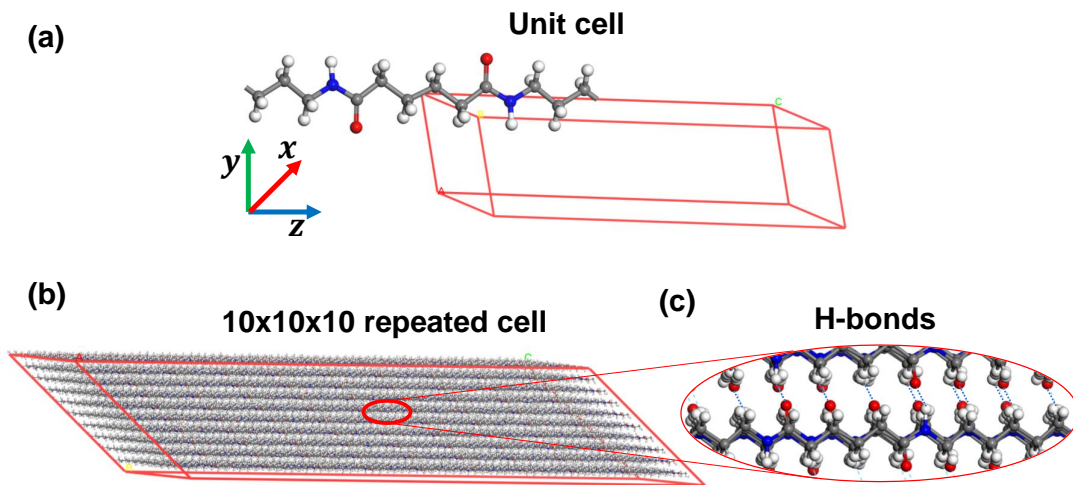 (a)
Unit cell
C
B
A
y
x
z
(b)
10x10x10 repeated cell
A
C
B
(c)
H-bonds